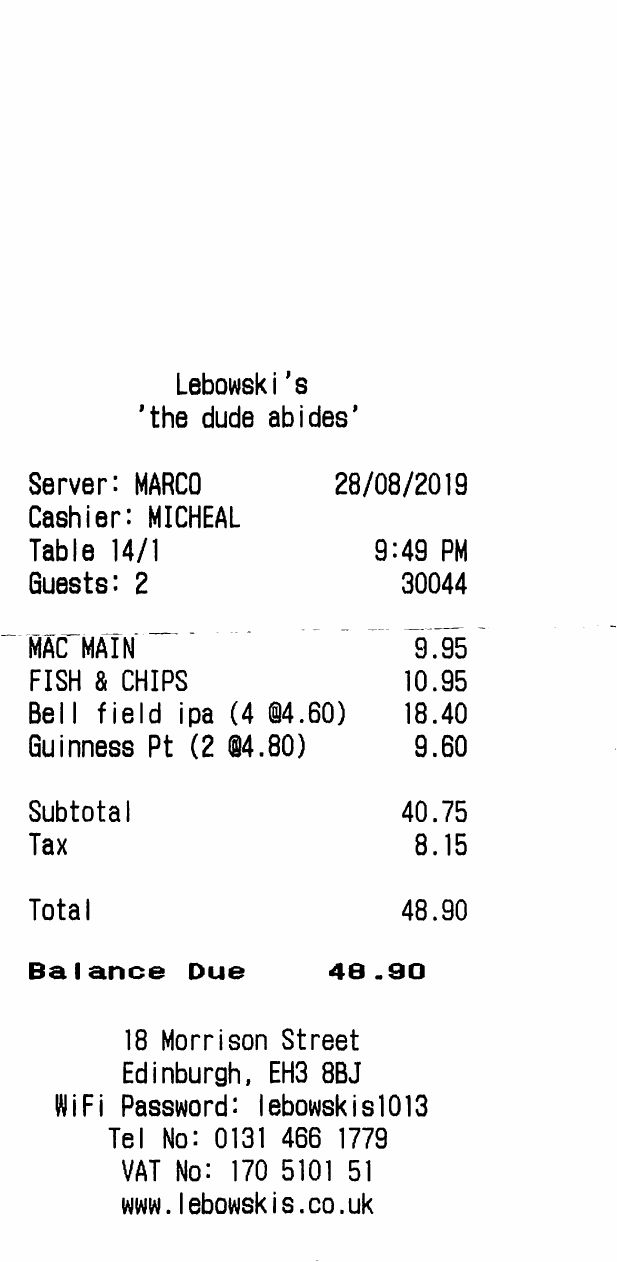 Lebowski's
'the dude abides'
Server: MARCO 28/08/2019
Cashier: MICHEAL
Table 14/1 9:49 PM
Guests: 2 30044
MAC MAIN 9.95
FISH & CHIPS 10.95
Bell field ipa (4 @4.60) 18.40
Guinness Pt (2 @4.80) 9.60
Subtotal 40.75
Tax 8.15
Total 48.90
Balance Due 48.90
18 Morrison Street
Edinburgh, EH3 8BJ
WiFi Password: lebowskis1013
Tel No: 0131 466 1779
VAT No: 170 5101 51
www.lebowskis.co.uk